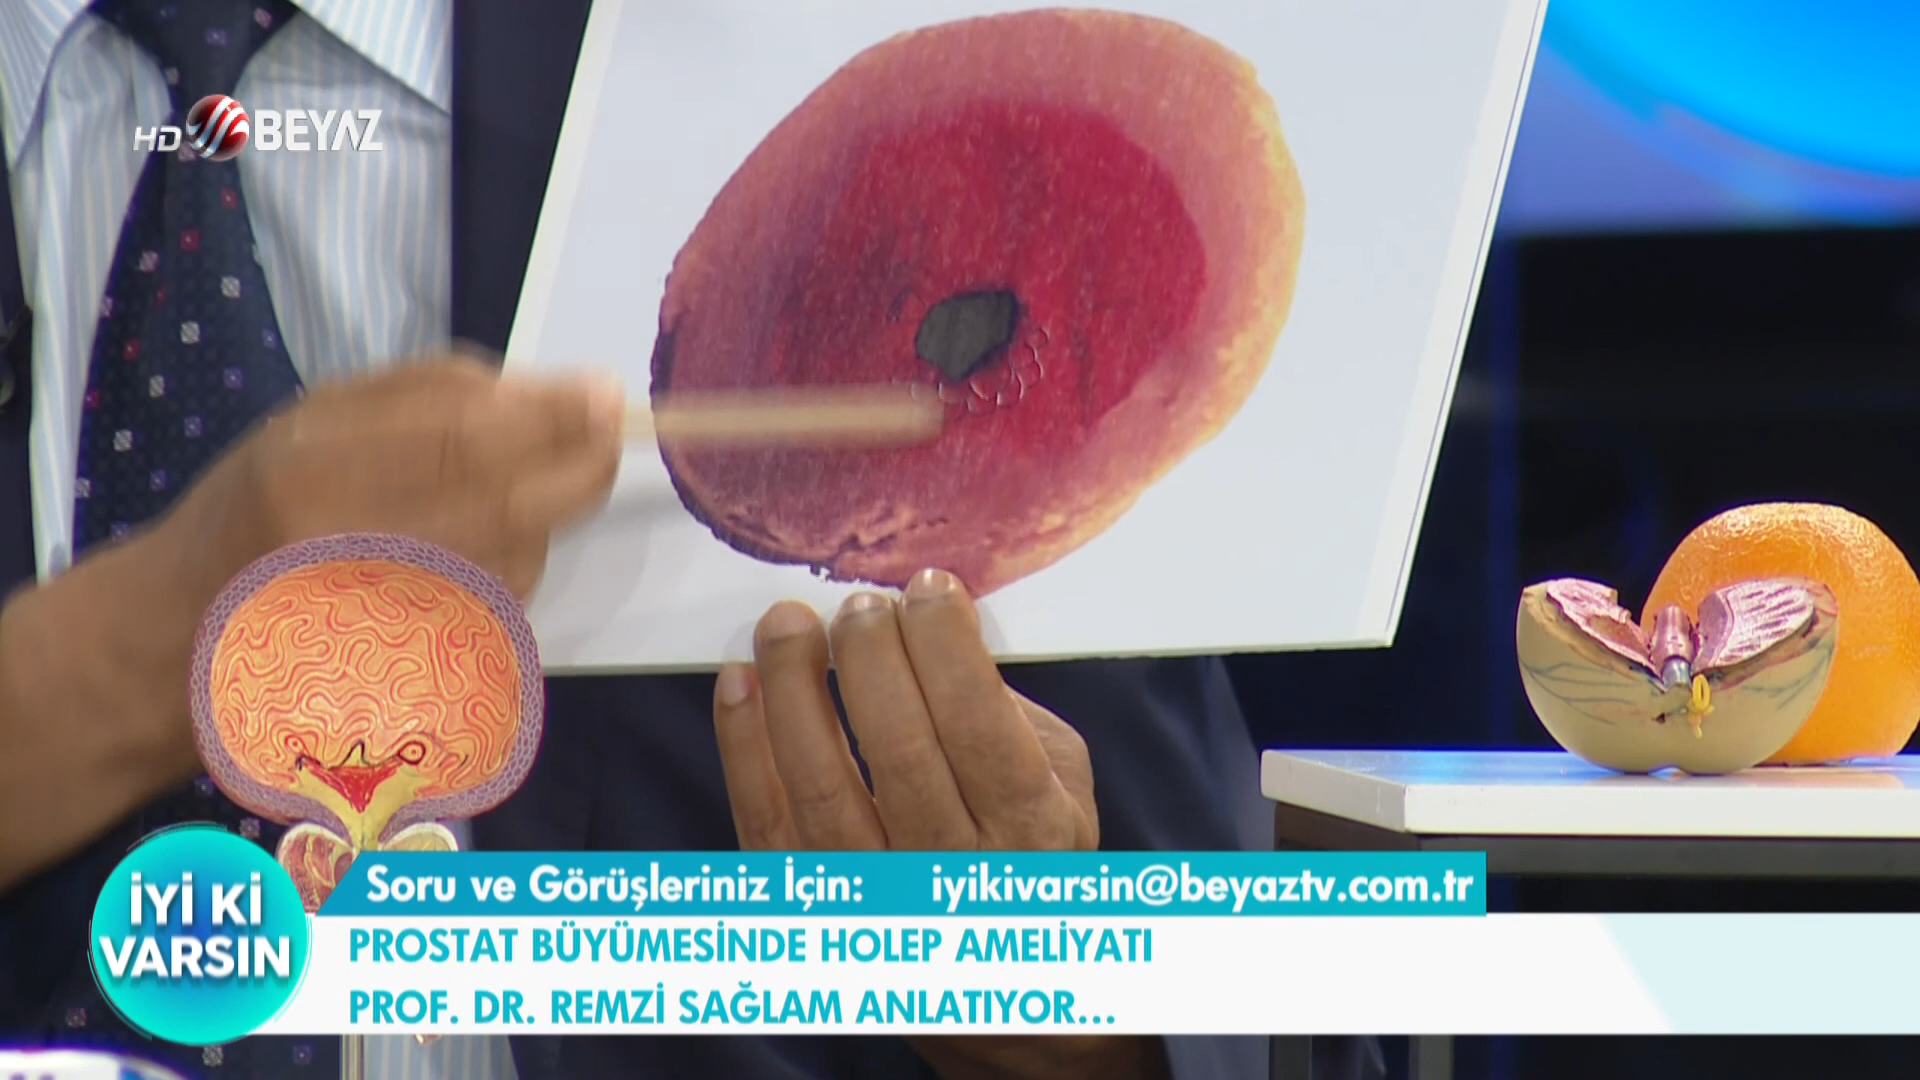 HD BEYAZ
Soru ve Görüşleriniz İçin: iyikivarsin@beyaztv.com.tr
İYİ Kİ
VARSIN
PROSTAT BÜYÜMESİNDE HOLEP AMELİYATI
PROF. DR. REMZİ SAĞLAM ANLATIYOR...